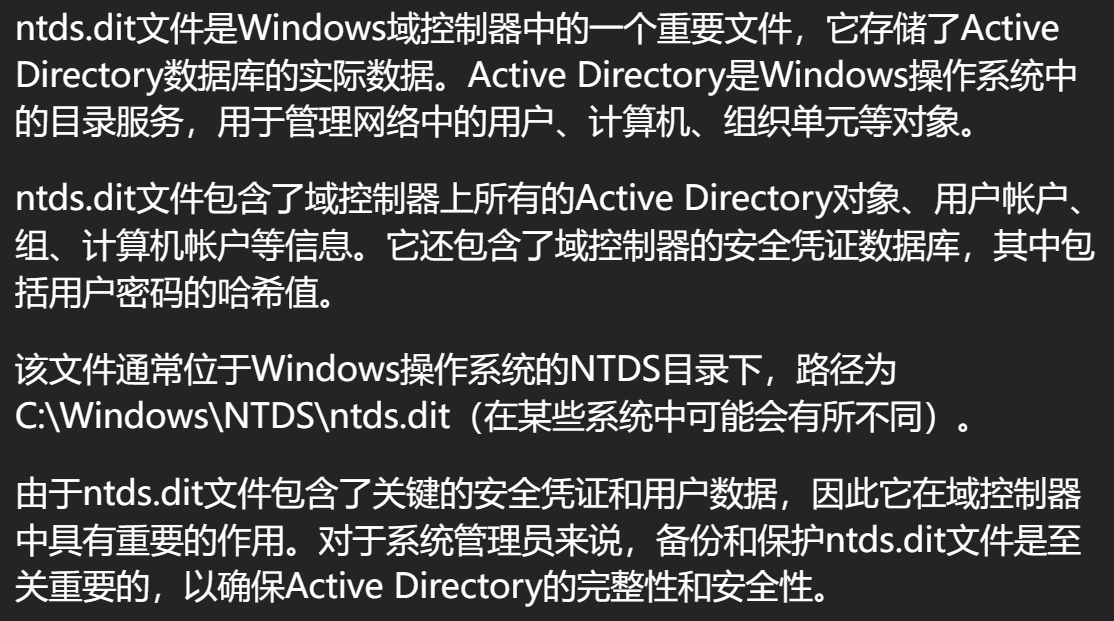 ntds.dit文件是Windows域控制器中的一个重要文件，它存储了Active
Directory数据库的实际数据。Active Directory是Windows操作系统中
的目录服务，用于管理网络中的用户、计算机、组织单元等对象。
ntds.dit文件包含了域控制器上所有的Active Directory对象、用户帐户、
组、计算机帐户等信息。它还包含了域控制器的安全凭证数据库，其中包
括用户密码的哈希值。
该文件通常位于Windows操作系统的NTDS目录下，路径为
C:\Windows\NTDS\ntds.dit（在某些系统中可能会有所不同）。
由于ntds.dit文件包含了关键的安全凭证和用户数据，因此它在域控制器
中具有重要的作用。对于系统管理员来说，备份和保护ntds.dit文件是至
关重要的，以确保Active Directory的完整性和安全性。